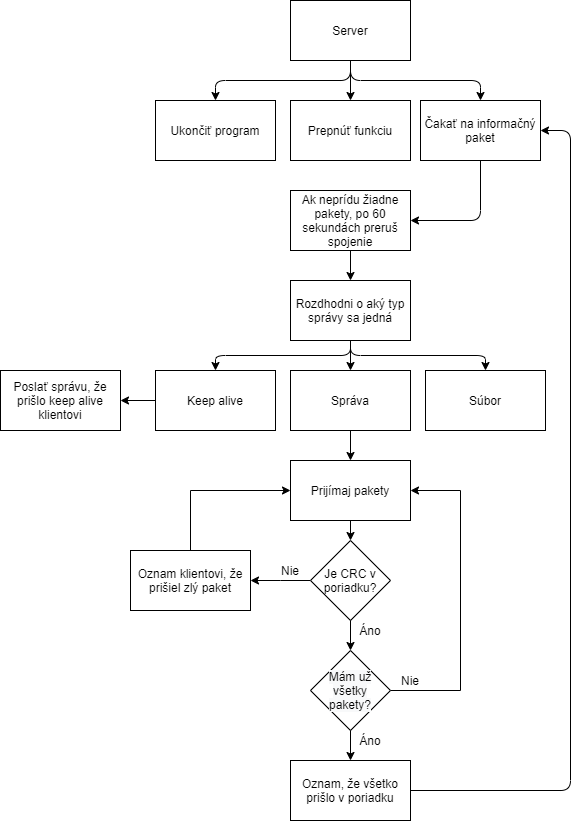 Server
Ukončiť program
Prepnúť funkciu
Čakať na informačný
paket
Ak neprídu žiadne
pakety, po 60
sekundách preruš
spojenie
Rozdhodni o aký typ
správy sa jedná
Poslať správu, že
prišlo keep alive
klientovi
Keep alive
Správa
Súbor
Prijímaj pakety
Oznam klientovi, že
prišiel zlý paket
Nie
Je CRC v
poriadku?
Áno
Mám už
všetky
pakety?
Nie
Áno
Oznam, že všetko
prišlo v poriadku